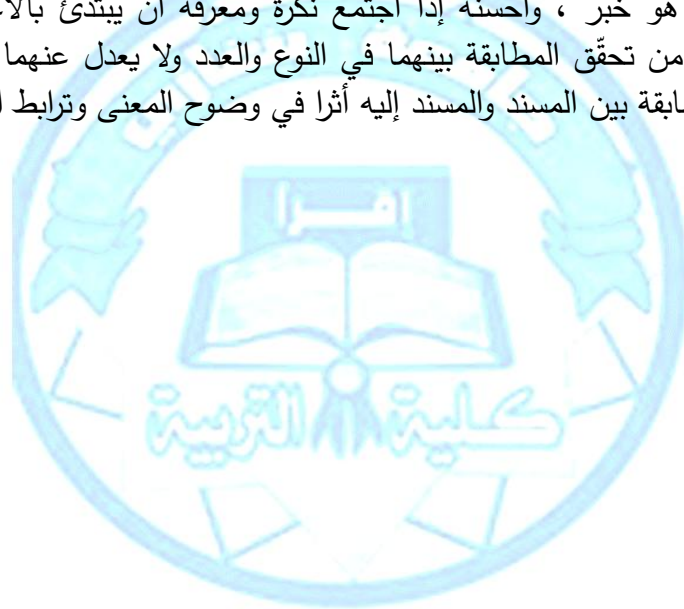 هو خبر ، وأحسنه إذا اجتمع نكرة ومعرفة أن يبتدئ
من تحقّق المطابقة بينهما في النوع والعدد ولا يعدل عنهما
بين المسند والمسند إليه أثرا في وضوح المعنى وترابط
إقرأ
كلية التربية